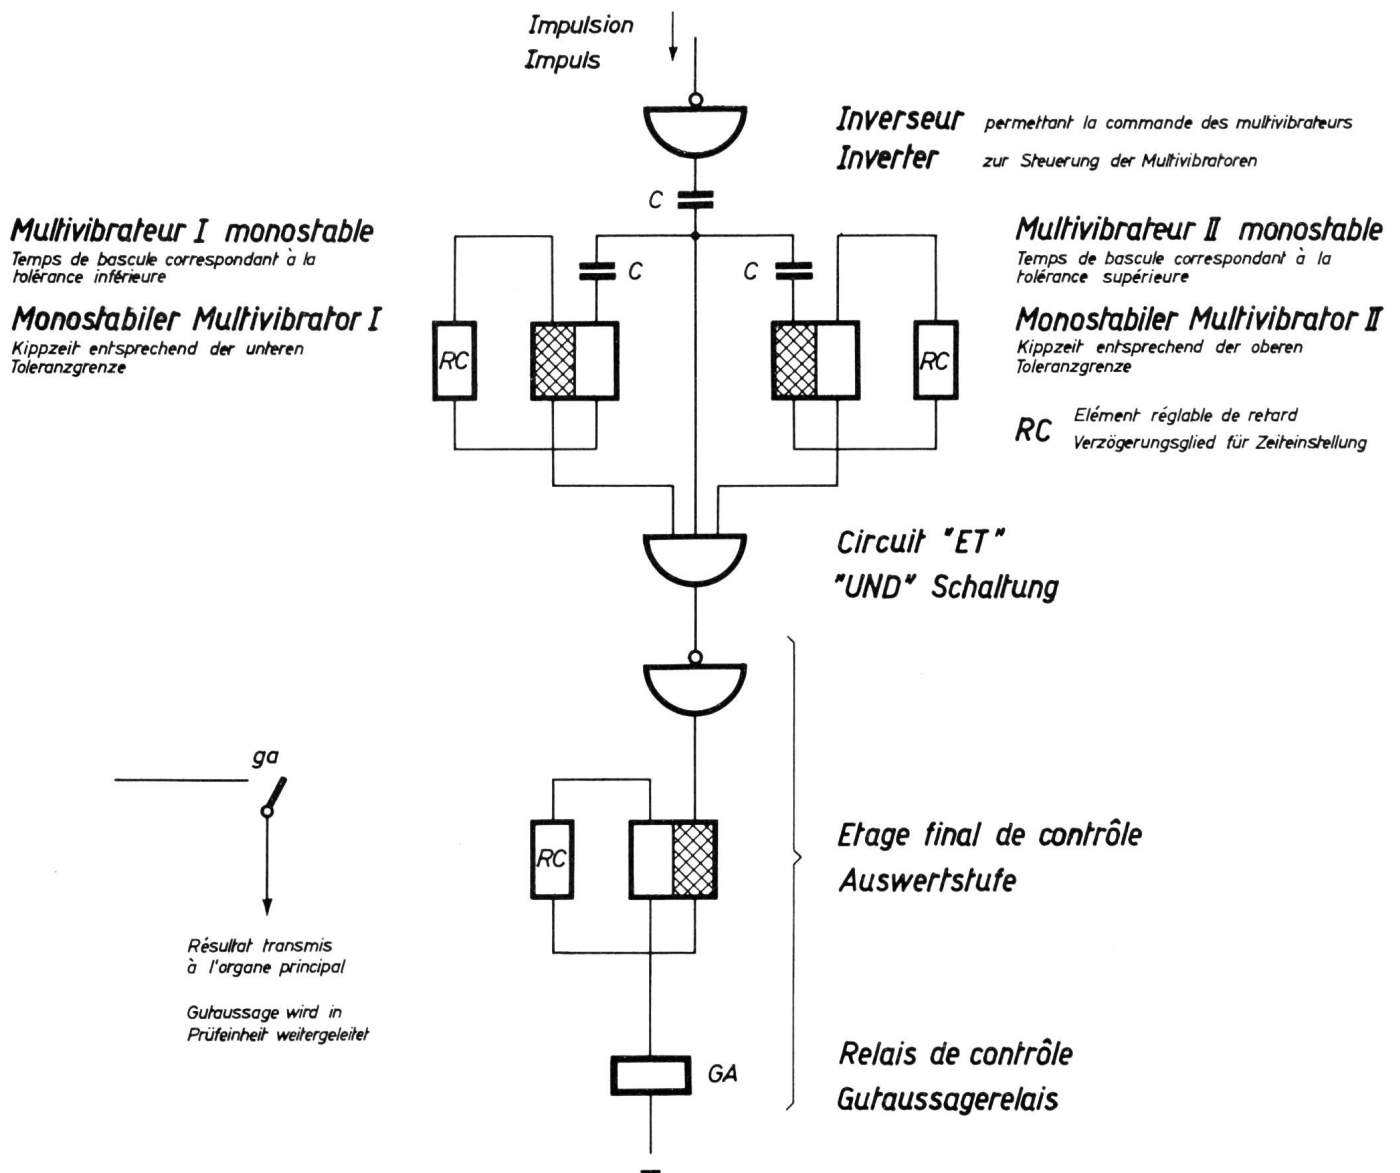 Impulsion
Impuls
Inverseur permettant la commande des multivibrateurs
Inverter zur Steuerung der Multivibratoren
C
Multivibrateur I monostable
Temps de bascule correspondant à la
tolérance inférieure
Monostabiler Multivibrator I
Kippzeit entsprechend der unteren
Toleranzgrenze
C
C
RC
RC
Multivibrateur II monostable
Temps de bascule correspondant à la
tolérance supérieure
Monostabiler Multivibrator II
Kippzeit entsprechend der oberen
Toleranzgrenze
RC Elément réglable de retard
Verzögerungsglied für Zeiteinstellung
Circuit "ET"
"UND" Schaltung
ga
RC
Etage final de contrôle
Auswertstufe
Résultat transmis
à l'organe principal
Gutaussage wird in
Prüfeinheit weitergeleitet
GA
Relais de contrôle
Gutaussagerelais